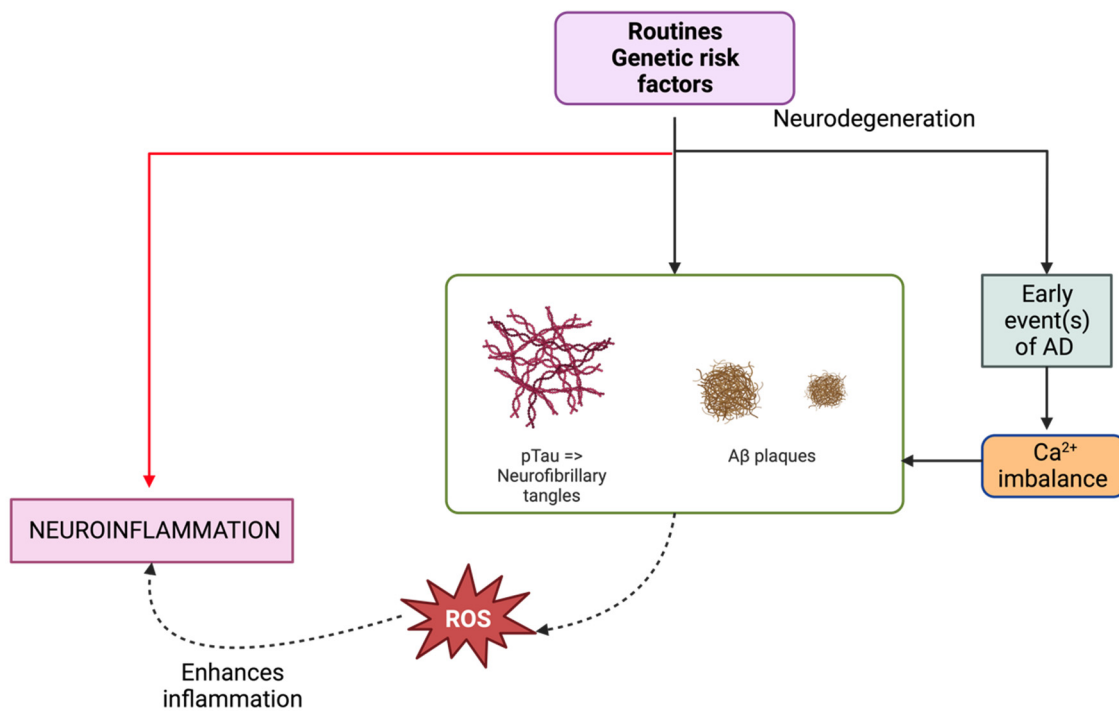 Routines
Genetic risk
factors
Neurodegeneration
Early
event(s)
of AD
pTau =>
Neurofibrillary
tangles
Aβ plaques
Ca²⁺
imbalance
NEUROINFLAMMATION
ROS
Enhances
inflammation